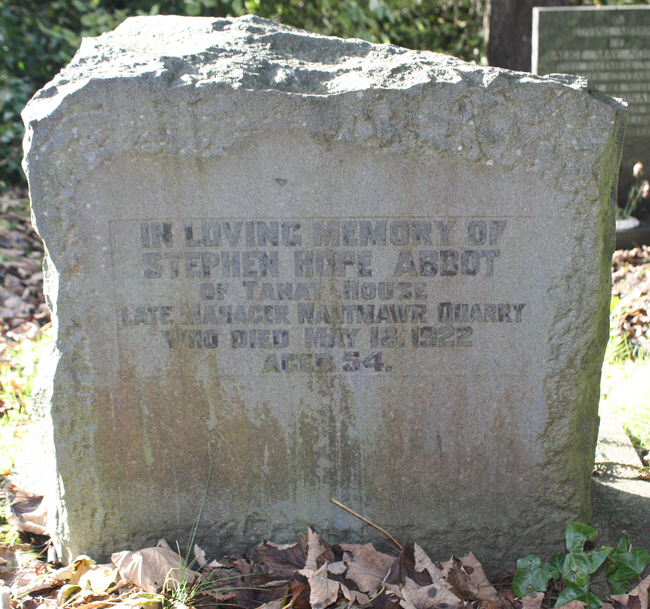 IN LOVING MEMORY OF
STEPHEN HOPE ABBOT
OF TANAT HOUSE
LATE MANAGER NANTMAWR QUARRY
WHO DIED MAY 18. 1922
AGED 54.